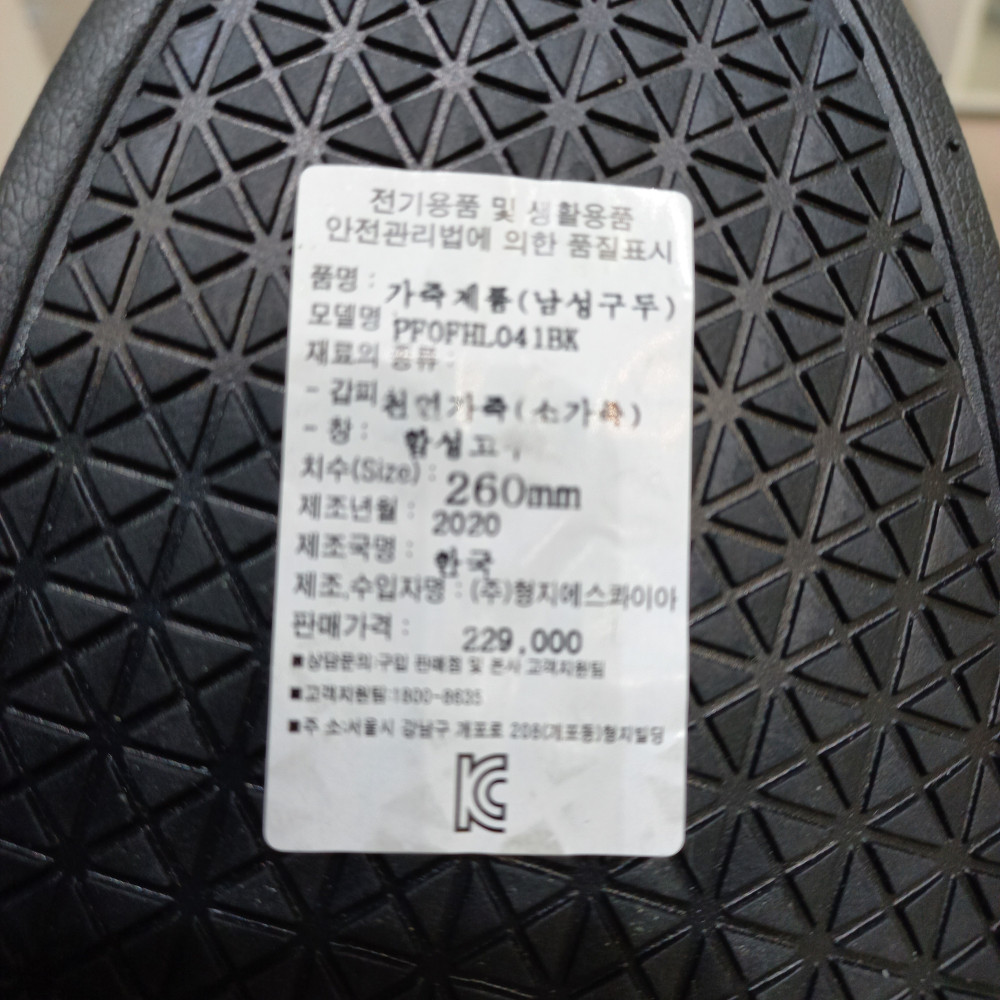 전기용품 및 생활용품
안전관리법에 의한 품질표시
품명 : 가죽제품(남성구두)
모델명 PF0FHL041BK
재료의 종류 :
- 갑피 천연가죽(소가죽)
- 창 : 합성고
치수(Size) : 260mm
제조년월 : 2020
제조국명 : 한국
제조,수입자명 : (주)형지에스콰이아
판매가격 : 229,000
■상담문의:구입 판매점 및 본사 고객지원팀
■고객지원팀:1800-8635
■주 소:서울시 강남구 개포로 208(개포동)형지빌딩
KC